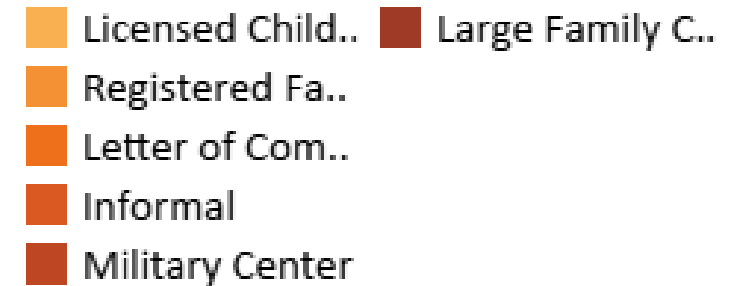 Licensed Child..
Large Family C..
Registered Fa..
Letter of Com..
Informal
Military Center